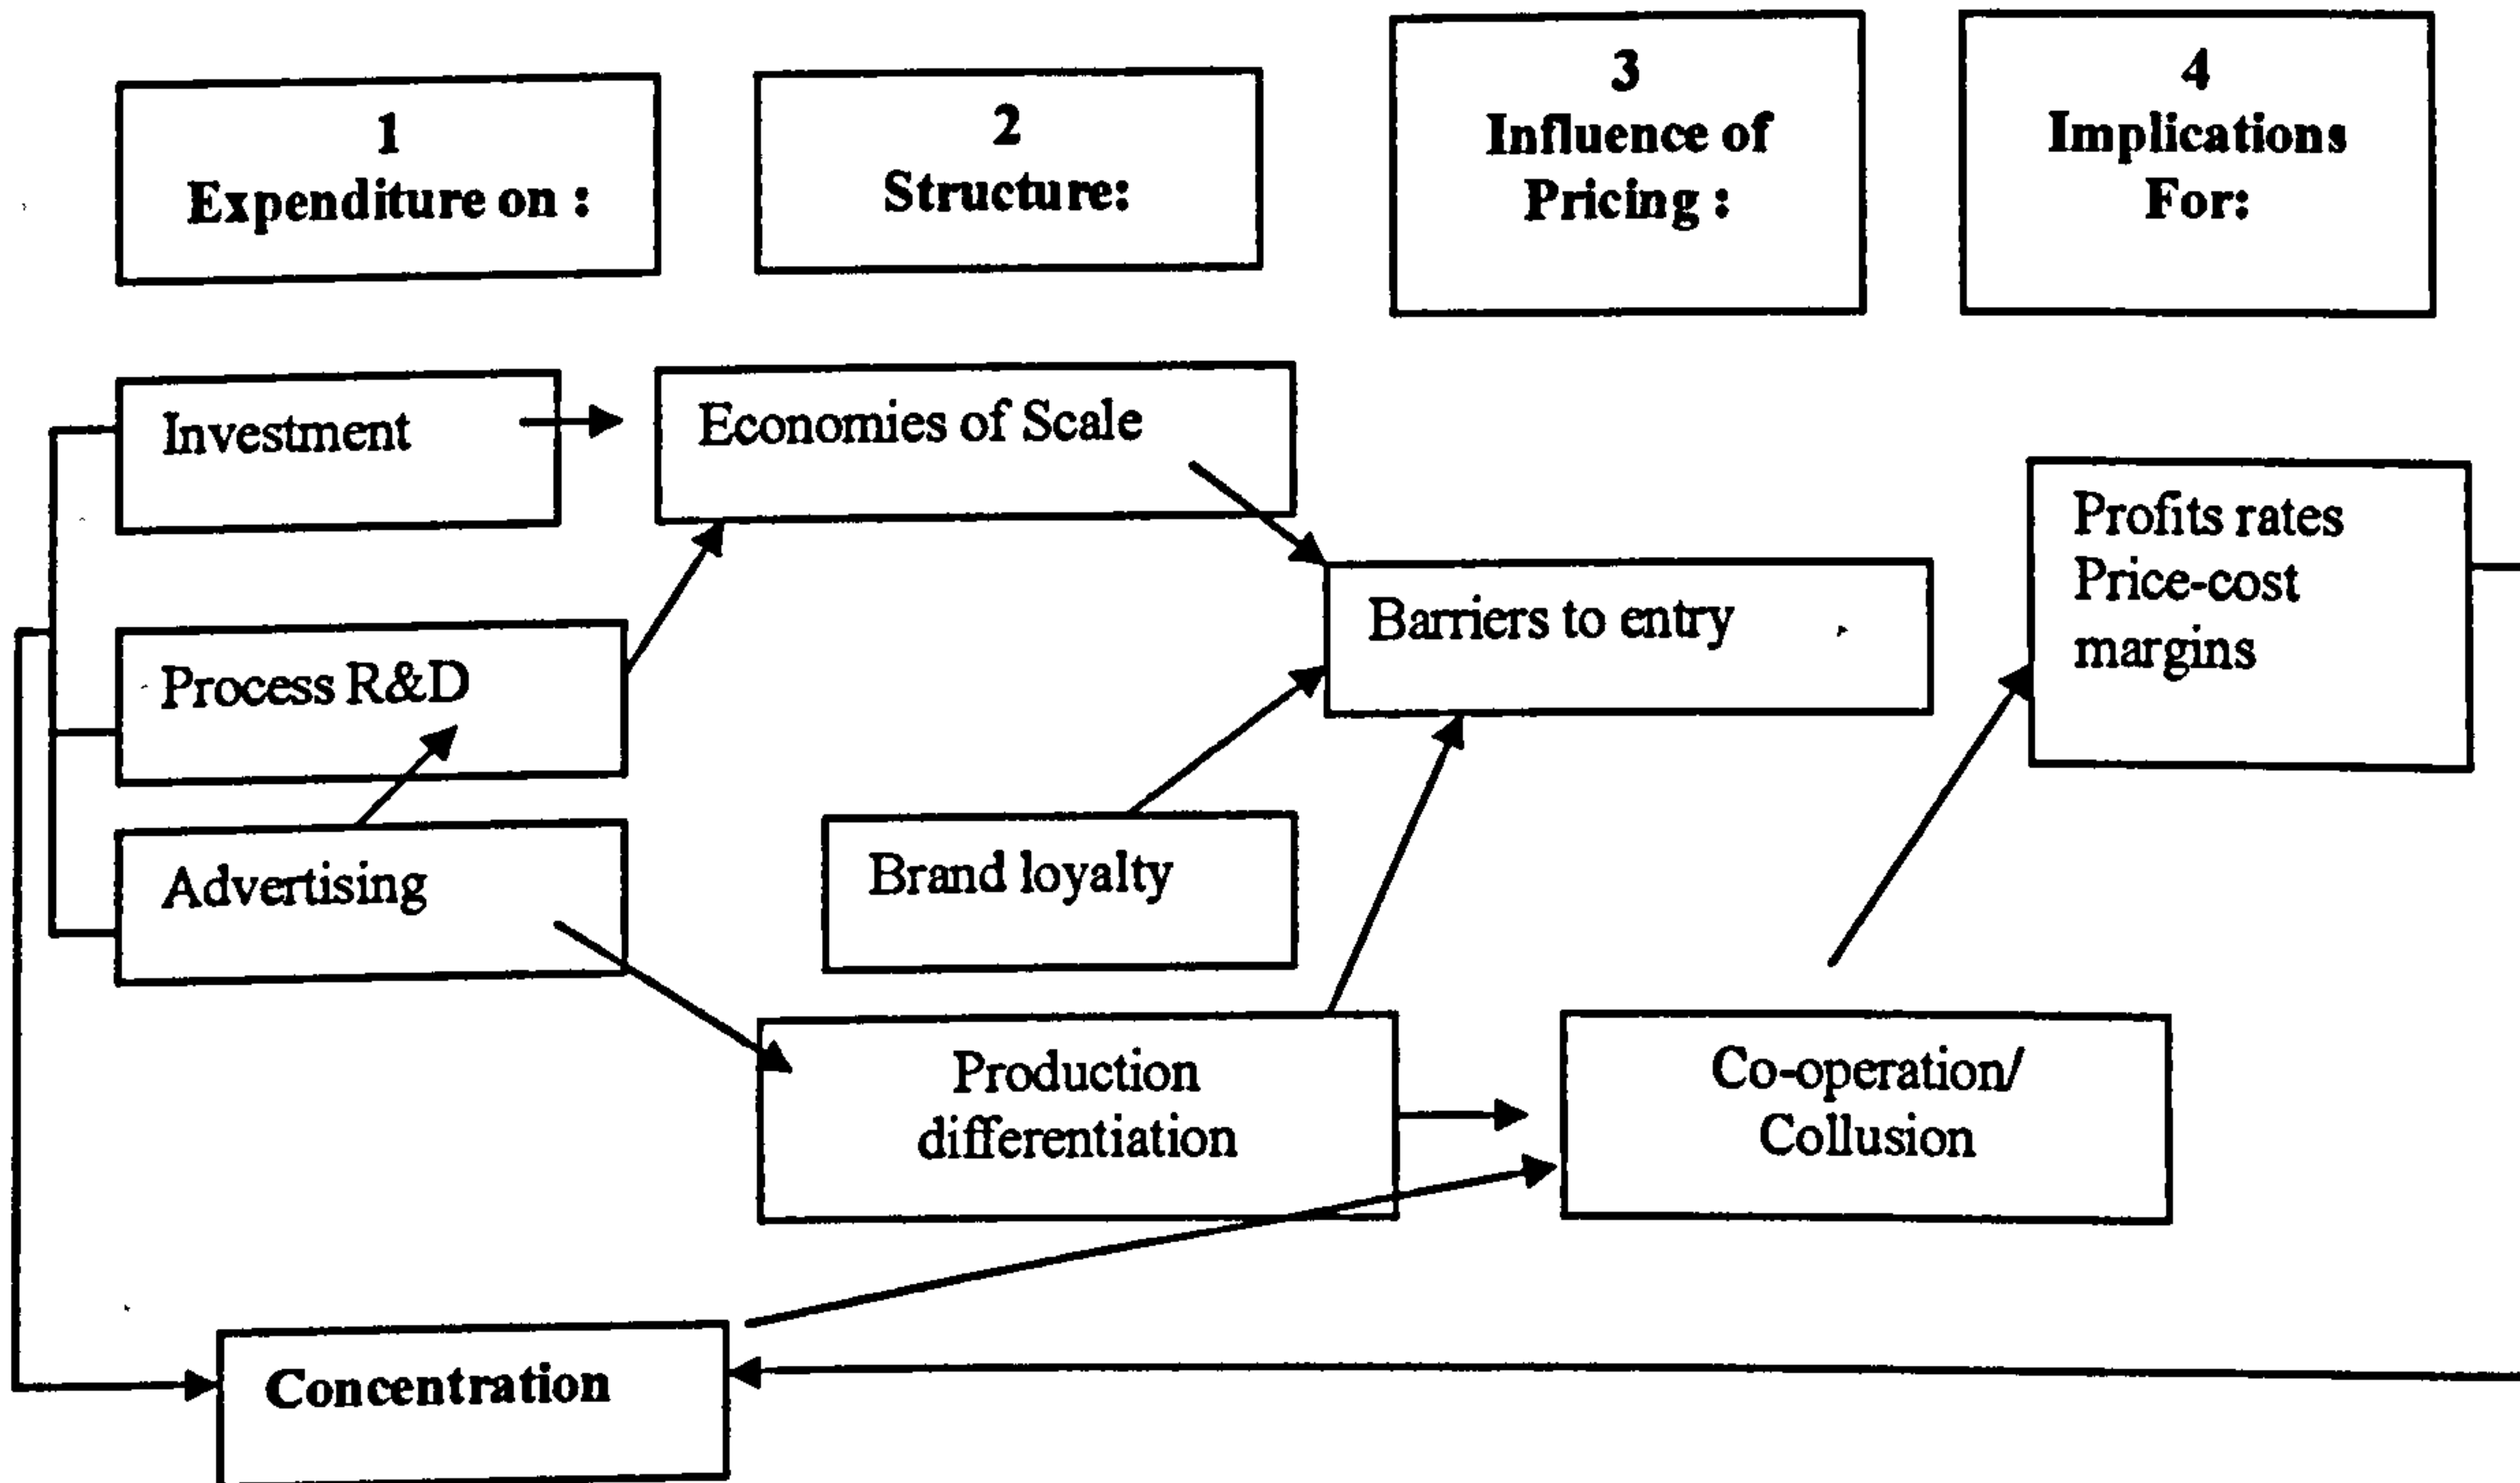 1
Expenditure on :
2
Structure:
3
Influence of
Pricing :
4
Implications
For:
Investment
Economies of Scale
Profits rates
Price-cost
margins
Barriers to entry
Process R&D
Advertising
Brand loyalty
Production
differentiation
Co-operation/
Collusion
Concentration